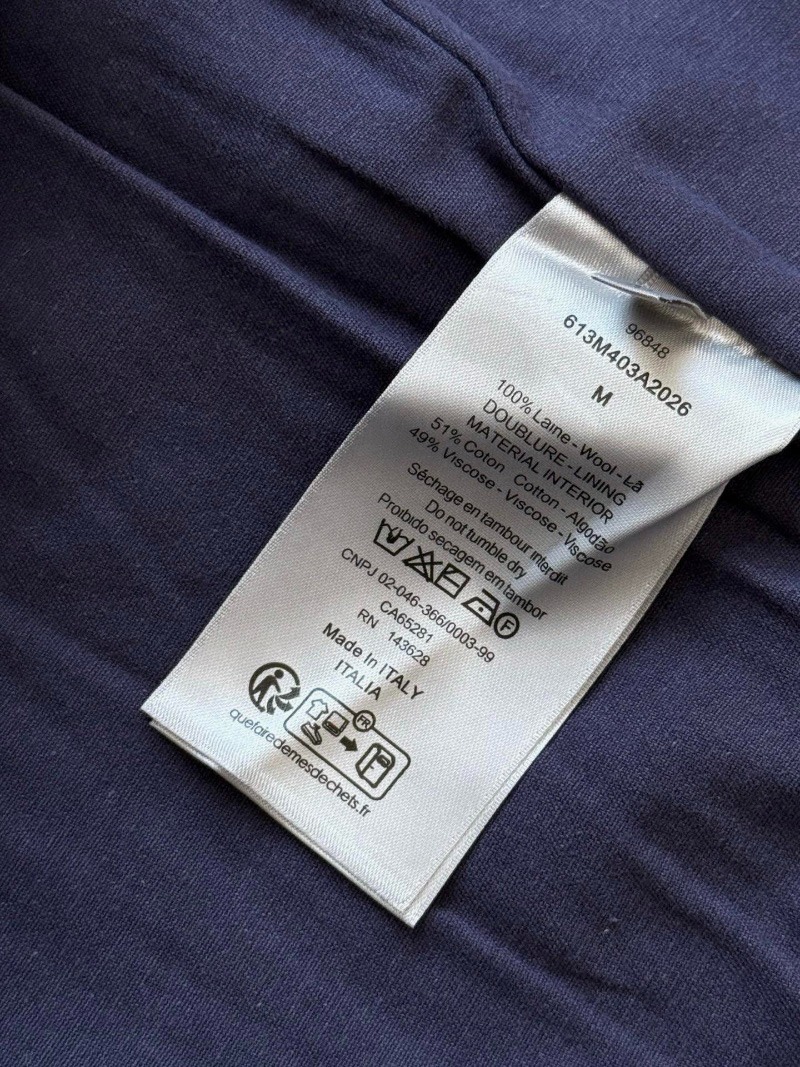 96848
613M403A2026
M
100% Laine - Wool - Lã
DOUBLURE - LINING
MATERIAL INTERIOR
51% Coton Cotton - Algodão
49% Viscose - Viscose - Viscose
Séchage en tambour interdit
Do not tumble dry
Proibido secagem em tambor
F
CNPJ 02-046-366/0003-99
CA65281
RN 143628
Made In ITALY
ITALIA
FR
quefairedemesdechets.fr